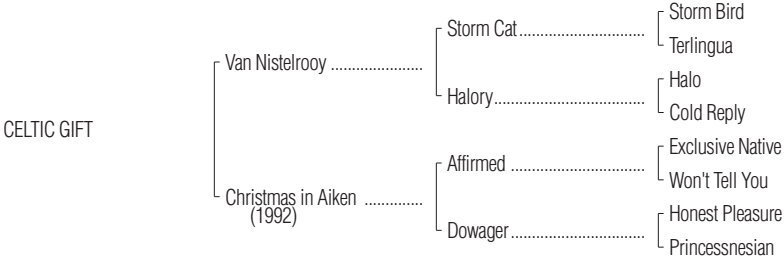 Storm Bird
Storm Cat..............................
Terlingua
Van Nistelrooy ......................
Halo
Halory....................................
Cold Reply
CELTIC GIFT
Exclusive Native
Affirmed ................................
Won't Tell You
Christmas in Aiken ..............
(1992)
Honest Pleasure
Dowager................................
Princessnesian